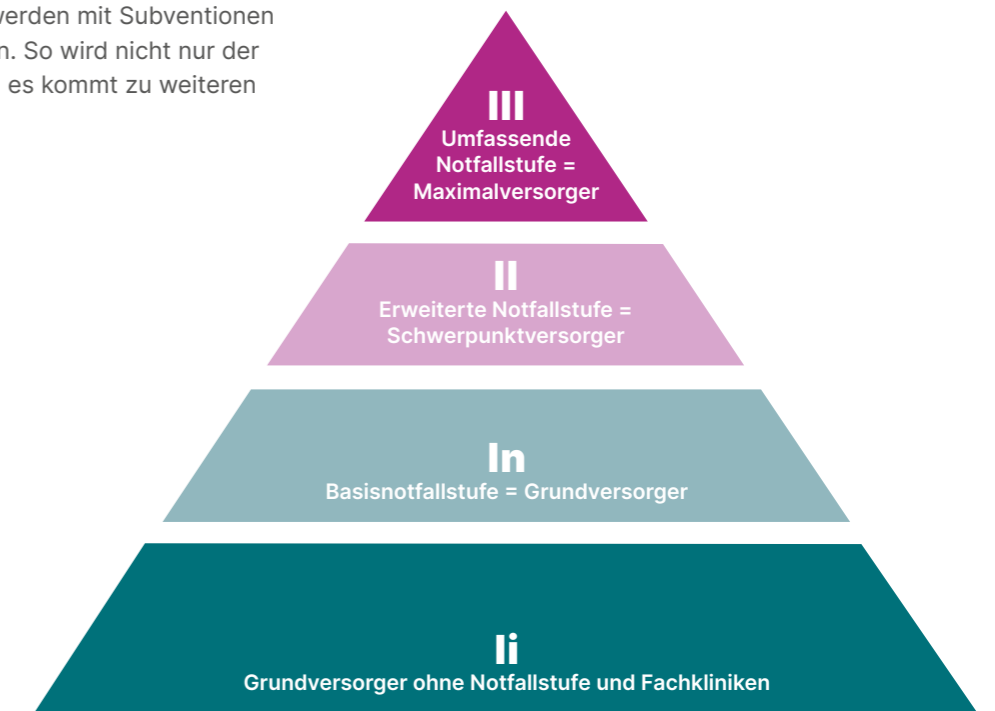 werden mit Subventionen
n. So wird nicht nur der
es kommt zu weiteren
III
Umfassende
Notfallstufe =
Maximalversorger
II
Erweiterte Notfallstufe =
Schwerpunktversorger
In
Basisnotfallstufe = Grundversorger
Ii
Grundversorger ohne Notfallstufe und Fachkliniken